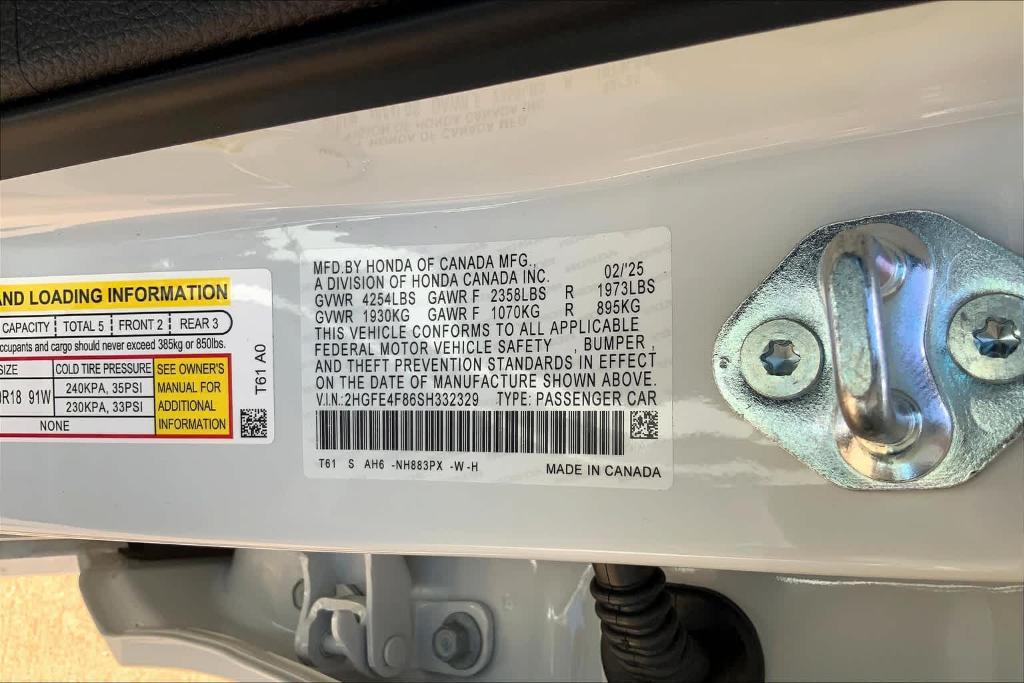 AND LOADING INFORMATION
CAPACITY TOTAL 5 FRONT 2 REAR 3
ccupants and cargo should never exceed 385kg or 850lbs.
SIZE COLD TIRE PRESSURE SEE OWNER'S
MANUAL FOR
ADDITIONAL
INFORMATION
240KPA, 35PSI
R18 91W
230KPA, 33PSI
NONE
T61 A0
MFD.BY HONDA OF CANADA MFG.,
A DIVISION OF HONDA CANADA INC. 02/'25
GVWR 4254LBS GAWR F 2358LBS R 1973LBS
GVWR 1930KG GAWR F 1070KG R 895KG
THIS VEHICLE CONFORMS TO ALL APPLICABLE
FEDERAL MOTOR VEHICLE SAFETY , BUMPER ,
AND THEFT PREVENTION STANDARDS IN EFFECT
ON THE DATE OF MANUFACTURE SHOWN ABOVE.
V.I.N.:2HGFE4F86SH332329 TYPE: PASSENGER CAR
T61 S AH6 -NH883PX -W-H
MADE IN CANADA